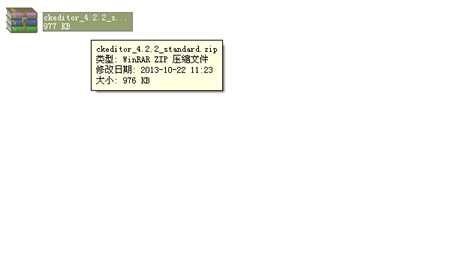 ckeditor_4.2.2_s...
977 KB
ckeditor_4.2.2_standard.zip
类型: WinRAR ZIP 压缩文件
修改日期: 2013-10-22 11:23
大小: 976 KB